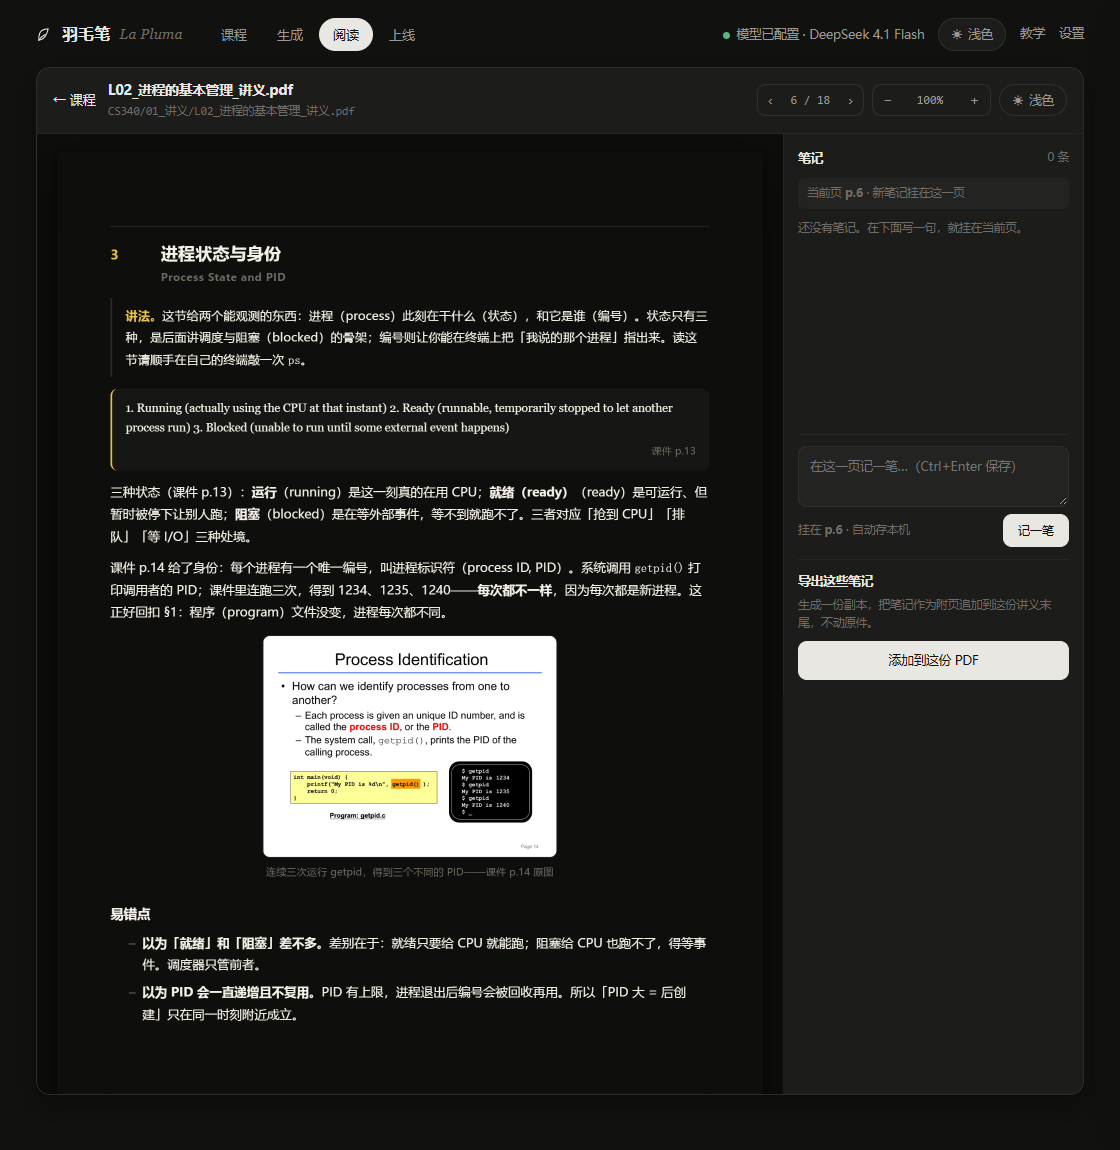 羽毛笔 La Pluma 课程 生成 阅读 上线 模型已配置 · DeepSeek 4.1 Flash 浅色 教学 设置
← 课程 L02_进程的基本管理_讲义.pdf
CS340/01_讲义/L02_进程的基本管理_讲义.pdf
‹ 6 / 18 › − 100% + 浅色
3 进程状态与身份
Process State and PID
讲法。这节给两个能观测的东西：进程（process）此刻在干什么（状态），和它是谁（编号）。状态只有三
种，是后面讲调度与阻塞（blocked）的骨架；编号则让你能在终端上把「我说的那个进程」指出来。读这
节请顺手在自己的终端敲一次 ps。
1. Running (actually using the CPU at that instant) 2. Ready (runnable, temporarily stopped to let another
process run) 3. Blocked (unable to run until some external event happens)
课件 p.13
三种状态（课件 p.13）：运行（running）是这一刻真的在用 CPU；就绪（ready）（ready）是可运行、但
暂时被停下让别人跑；阻塞（blocked）是在等外部事件，等不到就跑不了。三者对应「抢到 CPU」「排
队」「等 I/O」三种处境。
课件 p.14 给了身份：每个进程有一个唯一编号，叫进程标识符（process ID, PID）。系统调用 getpid() 打
印调用者的 PID；课件里连跑三次，得到 1234、1235、1240——每次都不一样，因为每次都是新进程。这
正好回扣 §1：程序（program）文件没变，进程每次都不同。
Process Identification
• How can we identify processes from one to
another?
– Each process is given an unique ID number, and is
called the process ID, or the PID.
– The system call, getpid(), prints the PID of the
calling process.
int main(void) {
printf("My PID is %d\n", getpid() );
return 0;
}
Program: getpid.c
$ getpid
My PID is 1234
$ getpid
My PID is 1235
$ getpid
My PID is 1240
$ _
Page 14
连续三次运行 getpid，得到三个不同的 PID——课件 p.14 原图
易错点
– 以为「就绪」和「阻塞」差不多。差别在于：就绪只要给 CPU 就能跑；阻塞给 CPU 也跑不了，得等事
件。调度器只管前者。
– 以为 PID 会一直递增且不复用。PID 有上限，进程退出后编号会被回收再用。所以「PID 大 = 后创
建」只在同一时刻附近成立。
笔记 0 条
当前页 p.6 · 新笔记挂在这一页
还没有笔记。在下面写一句，就挂在当前页。
在这一页记一笔…（Ctrl+Enter 保存）
挂在 p.6 · 自动存本机 记一笔
导出这些笔记
生成一份副本，把笔记作为附页追加到这份讲义末
尾，不动原件。
添加到这份 PDF